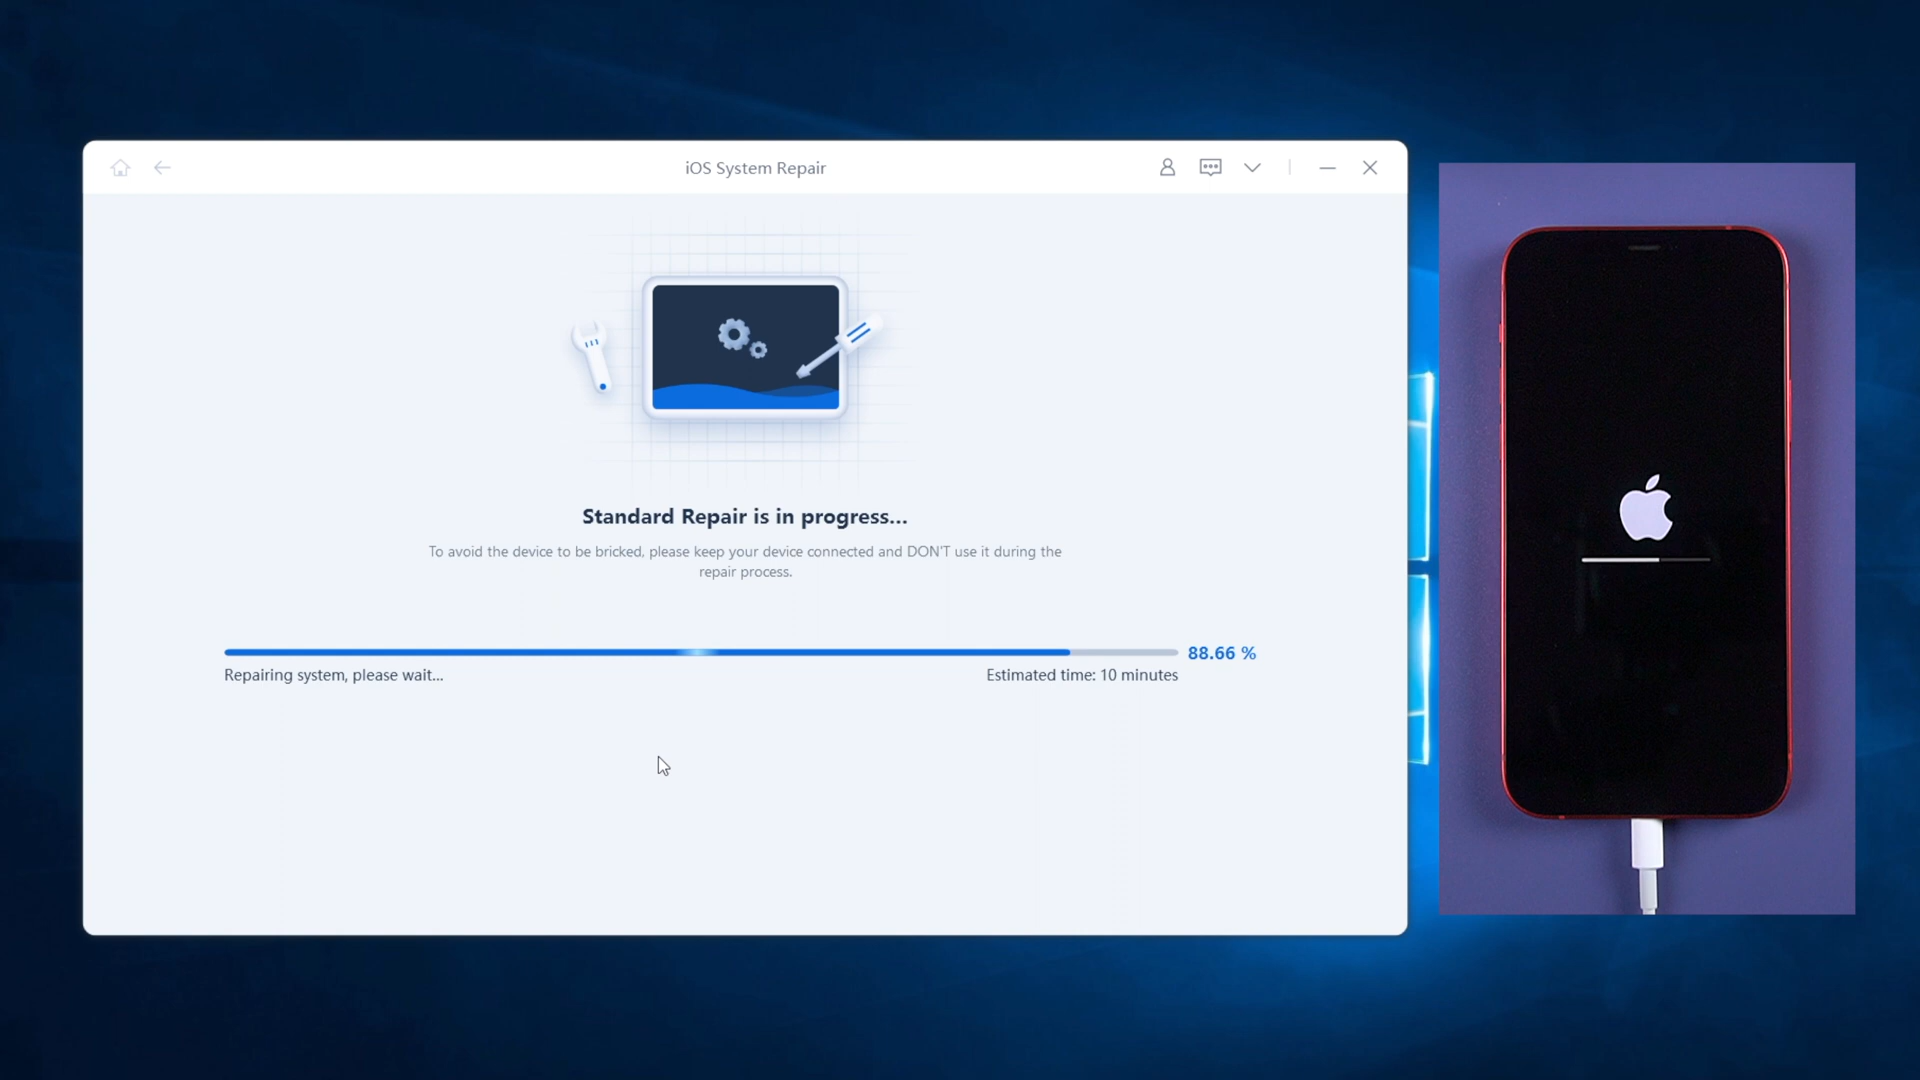 iOS System Repair
Standard Repair is in progress...
To avoid the device to be bricked, please keep your device connected and DON'T use it during the
repair process.
88.66 %
Repairing system, please wait...
Estimated time: 10 minutes